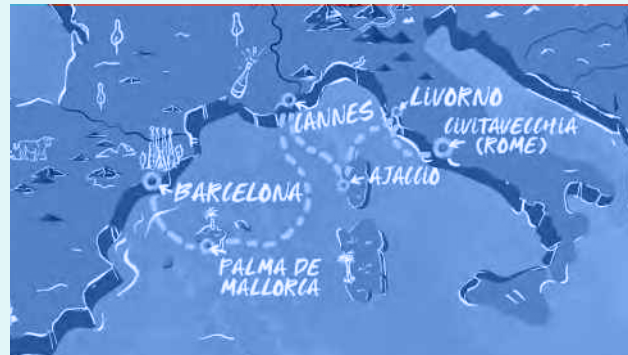 CANNES
LIVORNO
CIVITAVECCHIA
(ROME)
AJACCIO
BARCELONA
PALMA DE
MALLORCA